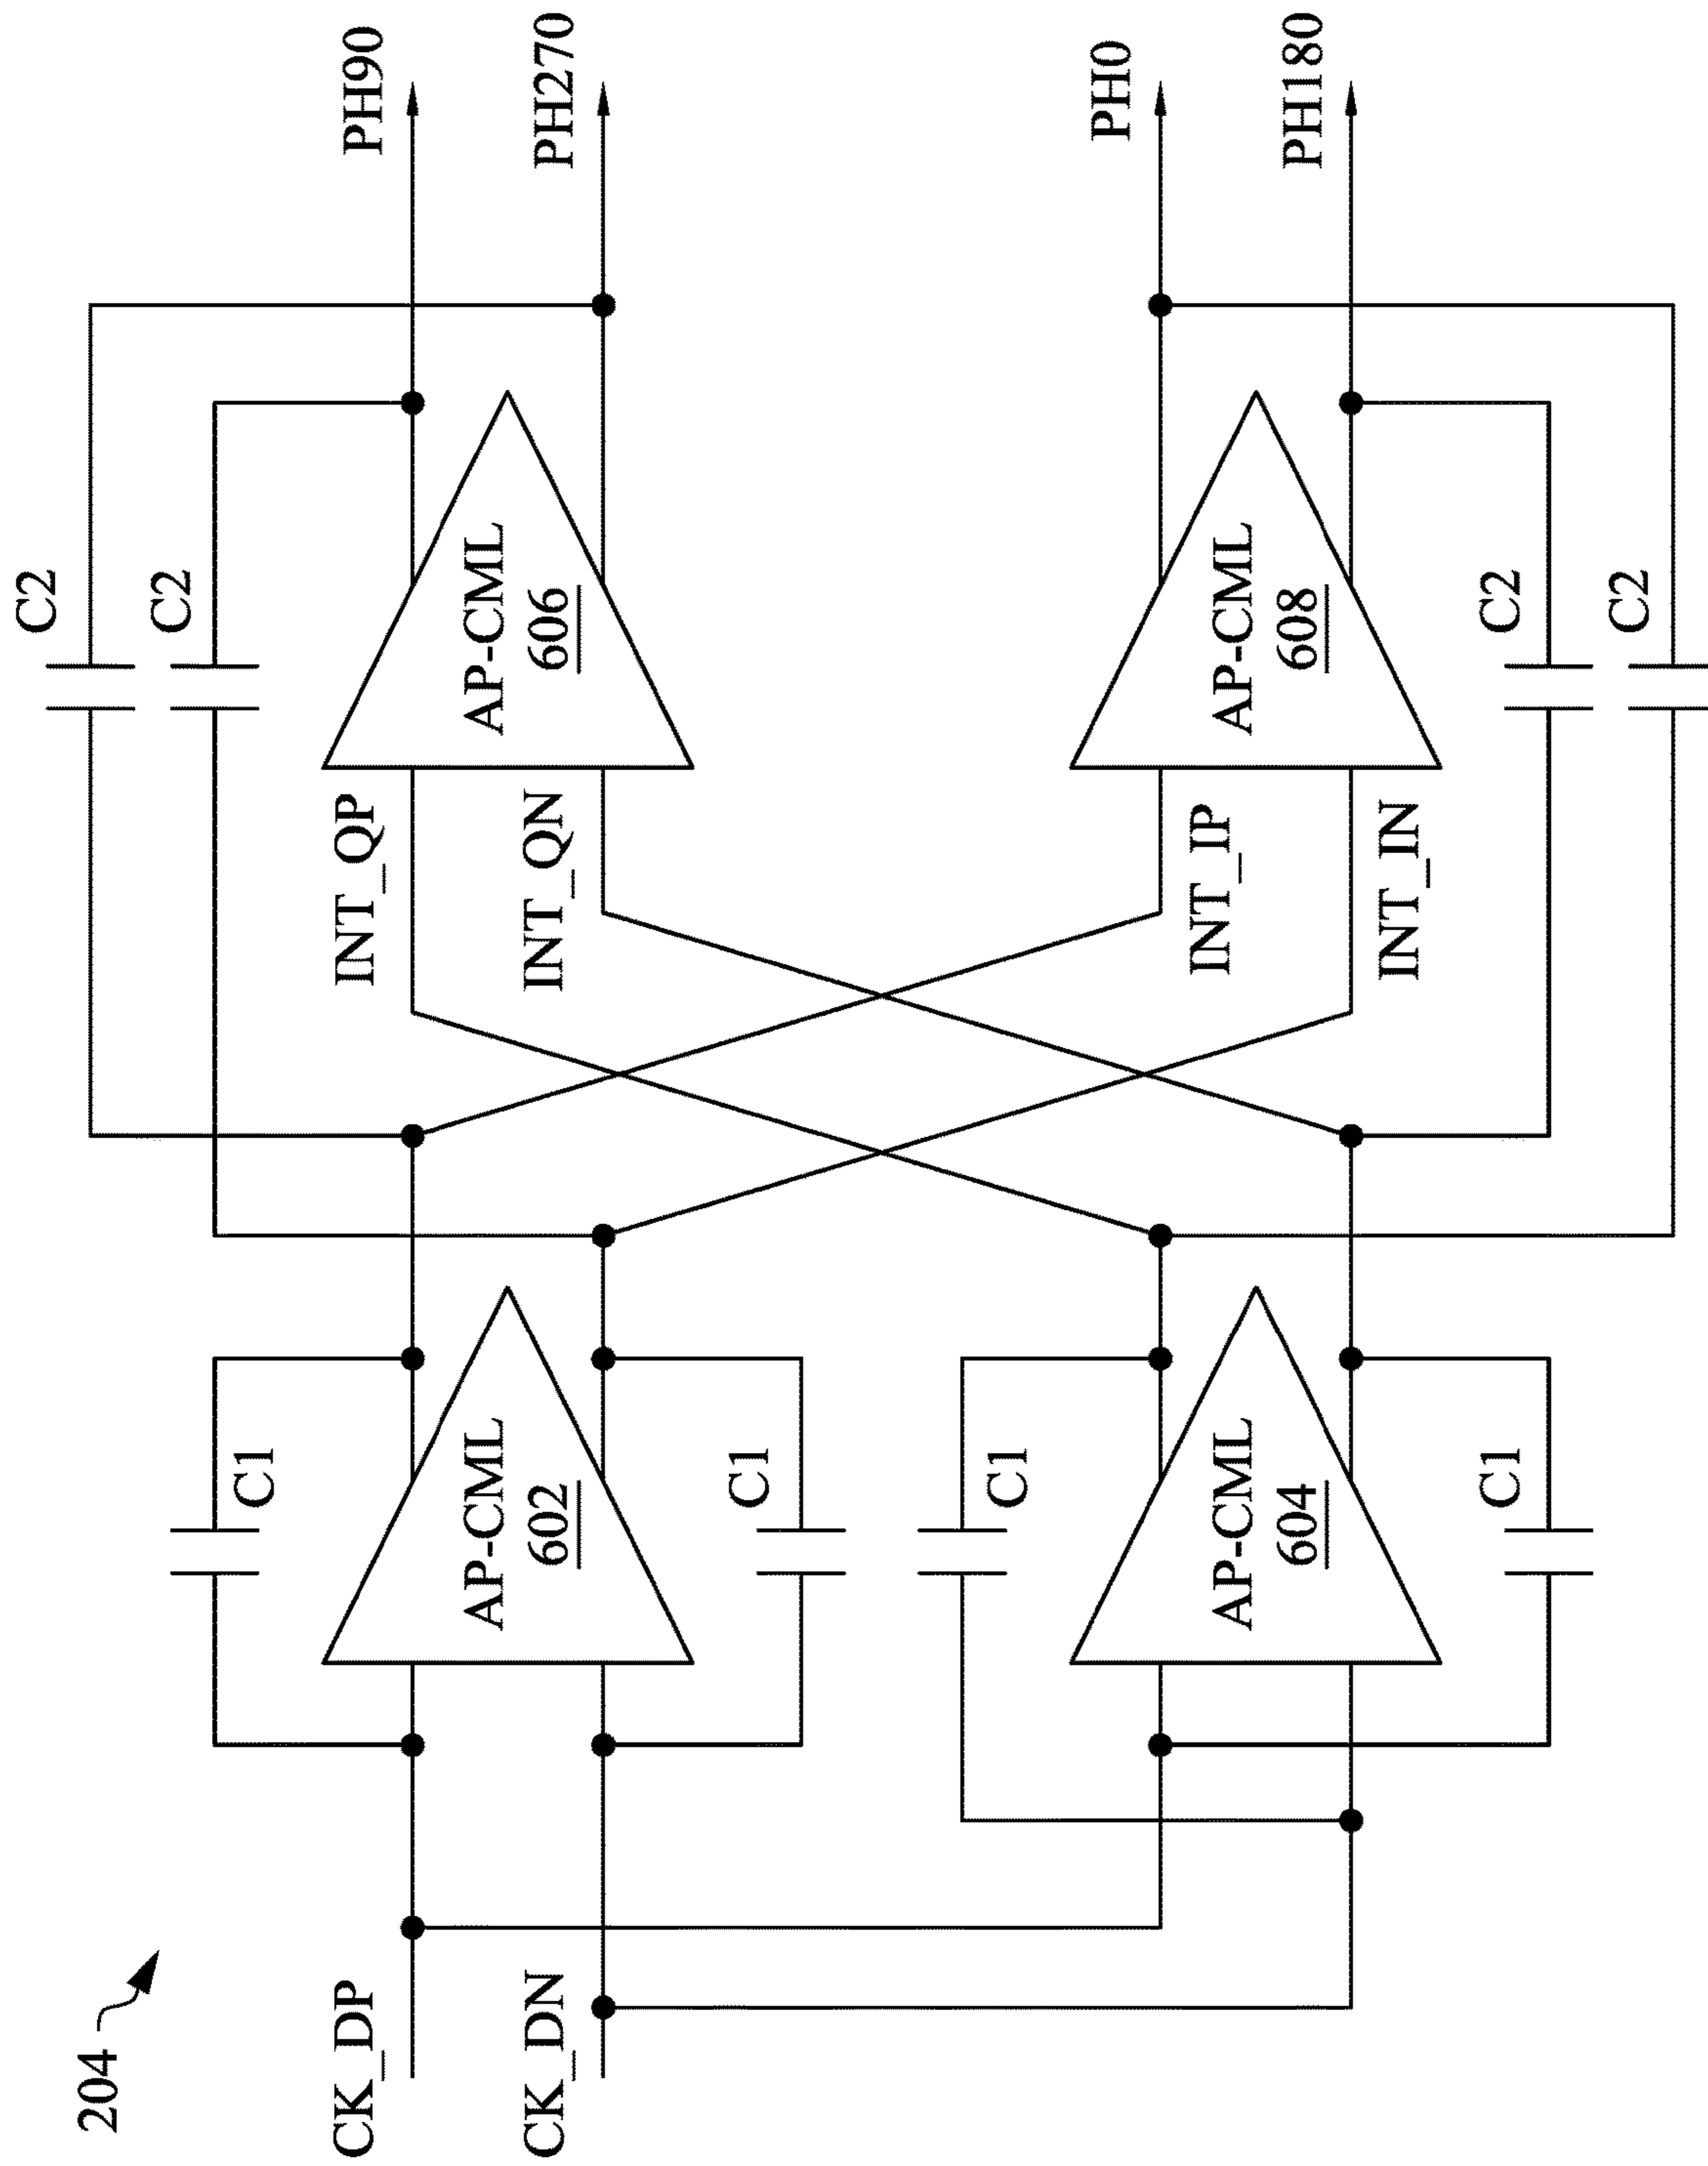 204
CK_DP
CK_DN
C1
AP-CML
602
C1
C1
AP-CML
604
C1
C2
C2
INT_QP
INT_QN
AP-CML
606
INT_IP
INT_IN
AP-CML
608
C2
C2
PH90
PH270
PH0
PH180